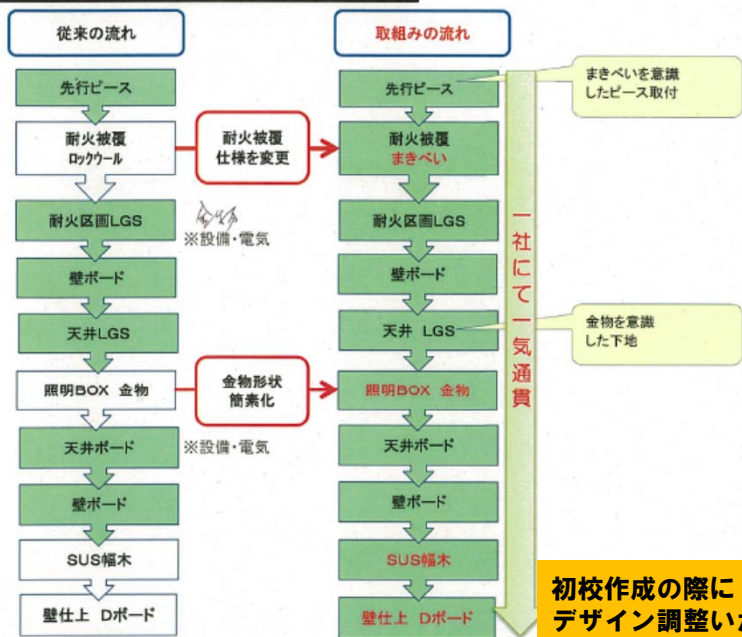 従来の流れ
先行ピース
耐火被覆
ロックウール
耐火区画LGS
※設備・電気
壁ボード
天井LGS
照明BOX 金物
天井ボード
※設備・電気
壁ボード
SUS幅木
壁仕上 Dボード
耐火被覆
仕様を変更
金物形状
簡素化
取組みの流れ
先行ピース
耐火被覆
まきべい
耐火区画LGS
壁ボード
天井 LGS
照明BOX 金物
天井ボード
壁ボード
SUS幅木
壁仕上 Dボード
一社にて一気通貫
まきべいを意識
したピース取付
金物を意識
した下地
初校作成の際に
デザイン調整いた